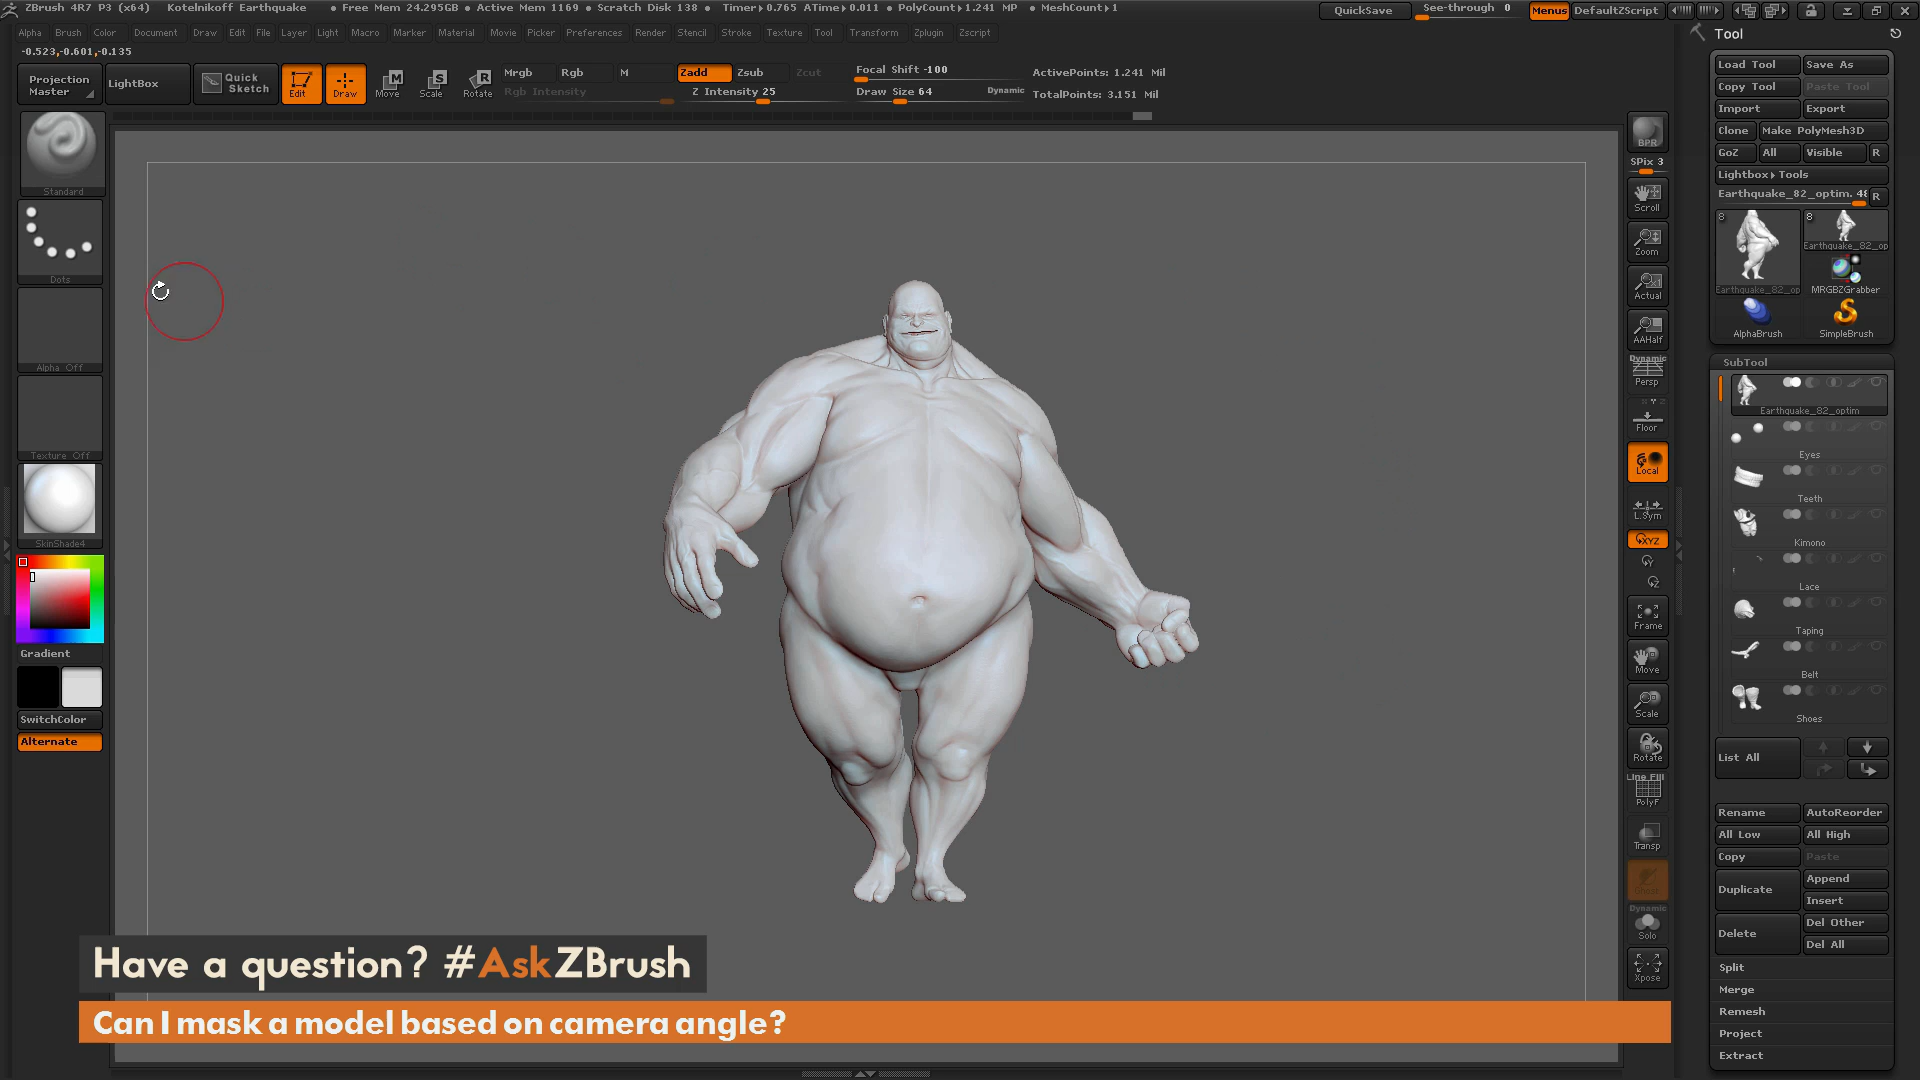 ZBrush 4R7 P3 (x64) Kotelnikoff Earthquake • Free Mem 24.295GB • Active Mem 1169 • Scratch Disk 138 • Timer▸0.765 ATime▸0.011 • PolyCount▸1.241 MP • MeshCount▸1 QuickSave See-through 0 Menus DefaultZScript
Alpha Brush Color Document Draw Edit File Layer Light Macro Marker Material Movie Picker Preferences Render Stencil Stroke Texture Tool Transform Zplugin Zscript
-0.523,-0.601,-0.135
Projection Master
LightBox
Quick Sketch
Edit
Draw
Move
Scale
Rotate
Mrgb Rgb M
Rgb Intensity
Zadd Zsub Zcut
Z Intensity 25
Focal Shift -100
Draw Size 64 Dynamic
ActivePoints: 1.241 Mil
TotalPoints: 3.151 Mil
Standard
Dots
Alpha Off
Texture Off
SkinShade4
Gradient
SwitchColor
Alternate
BPR
SPix 3
Scroll
Zoom
Actual
AAHalf
Dynamic
Persp
Floor
Local
L.Sym
XYZ
Frame
Move
Scale
Rotate
Line Fill
PolyF
Transp
Ghost
Dynamic
Solo
Xpose
Tool
Load Tool Save As
Copy Tool Paste Tool
Import Export
Clone Make PolyMesh3D
GoZ All Visible R
Lightbox▸Tools
Earthquake_82_optim. 48 R
8 8
Earthquake_82_op
Earthquake_82_op
MRGBZGrabber
AlphaBrush SimpleBrush
SubTool
Earthquake_82_optim
Eyes
Teeth
Kimono
Lace
Taping
Belt
Shoes
List All
Rename AutoReorder
All Low All High
Copy Paste
Duplicate Append
Insert
Delete Del Other
Del All
Split
Merge
Remesh
Project
Extract
Have a question? #AskZBrush
Can I mask a model based on camera angle?